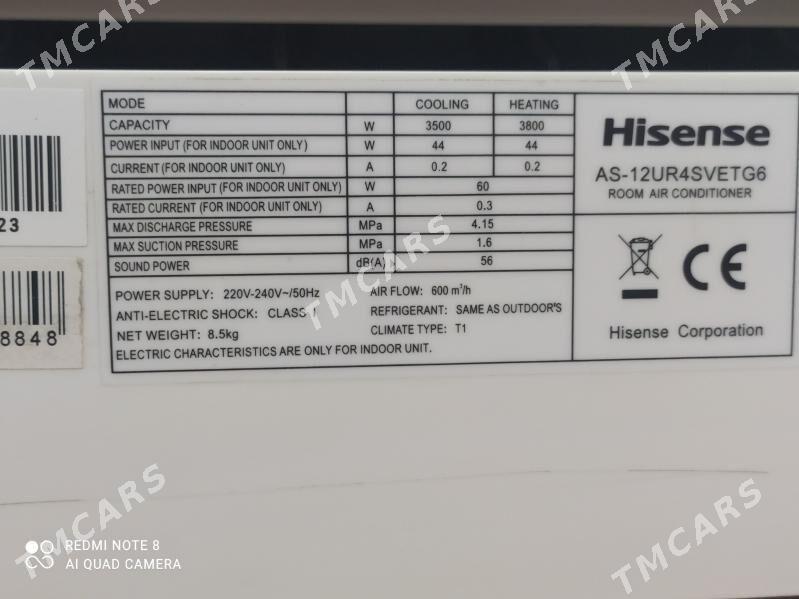 MODE COOLING HEATING
CAPACITY W 3500 3800
POWER INPUT (FOR INDOOR UNIT ONLY) W 44 44
CURRENT (FOR INDOOR UNIT ONLY) A 0.2 0.2
RATED POWER INPUT (FOR INDOOR UNIT ONLY) W 60
RATED CURRENT (FOR INDOOR UNIT ONLY) A 0.3
MAX DISCHARGE PRESSURE MPa 4.15
MAX SUCTION PRESSURE MPa 1.6
SOUND POWER dB(A) 56
POWER SUPPLY: 220V-240V~/50Hz AIR FLOW: 600 m³/h
ANTI-ELECTRIC SHOCK: CLASS I REFRIGERANT: SAME AS OUTDOOR'S
NET WEIGHT: 8.5kg CLIMATE TYPE: T1
ELECTRIC CHARACTERISTICS ARE ONLY FOR INDOOR UNIT.
Hisense
AS-12UR4SVETG6
ROOM AIR CONDITIONER
CE
Hisense Corporation
23
8848
REDMI NOTE 8
AI QUAD CAMERA
TMCARS
TMCARS
TMCARS
TMCARS
TMCARS